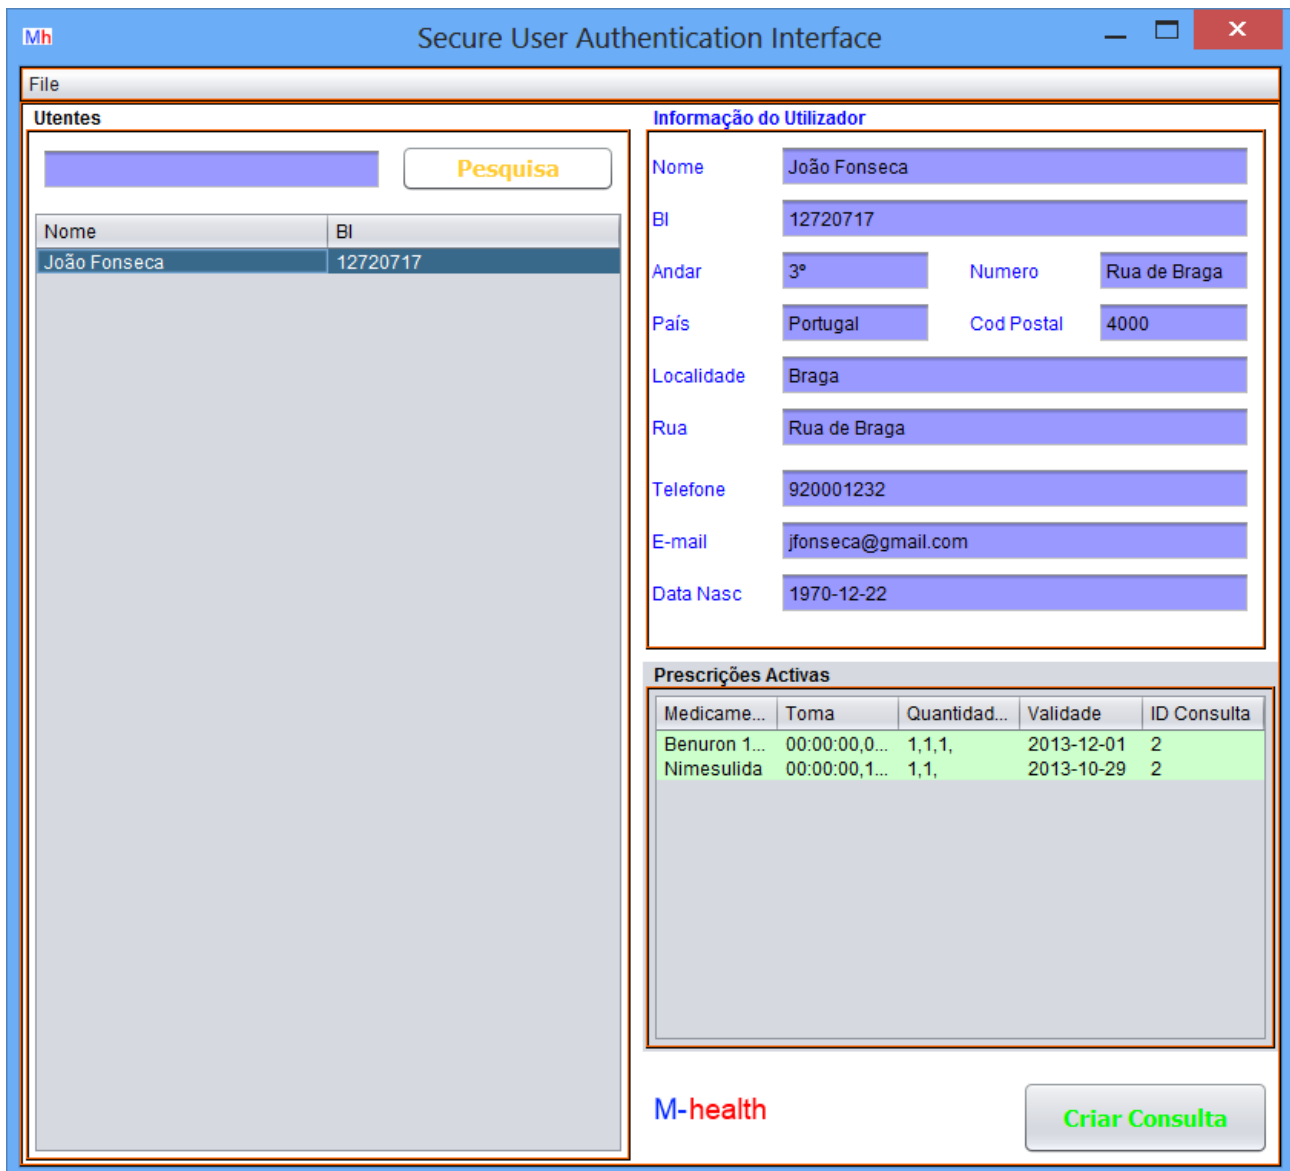 Mh Secure User Authentication Interface
File
Utentes
Pesquisa
Nome BI
João Fonseca 12720717
Informação do Utilizador
Nome João Fonseca
BI 12720717
Andar 3º Numero Rua de Braga
País Portugal Cod Postal 4000
Localidade Braga
Rua Rua de Braga
Telefone 920001232
E-mail jfonseca@gmail.com
Data Nasc 1970-12-22
Prescrições Activas
Medicame... Toma Quantidad... Validade ID Consulta
Benuron 1... 00:00:00,0... 1,1,1, 2013-12-01 2
Nimesulida 00:00:00,1... 1,1, 2013-10-29 2
M-health
Criar Consulta